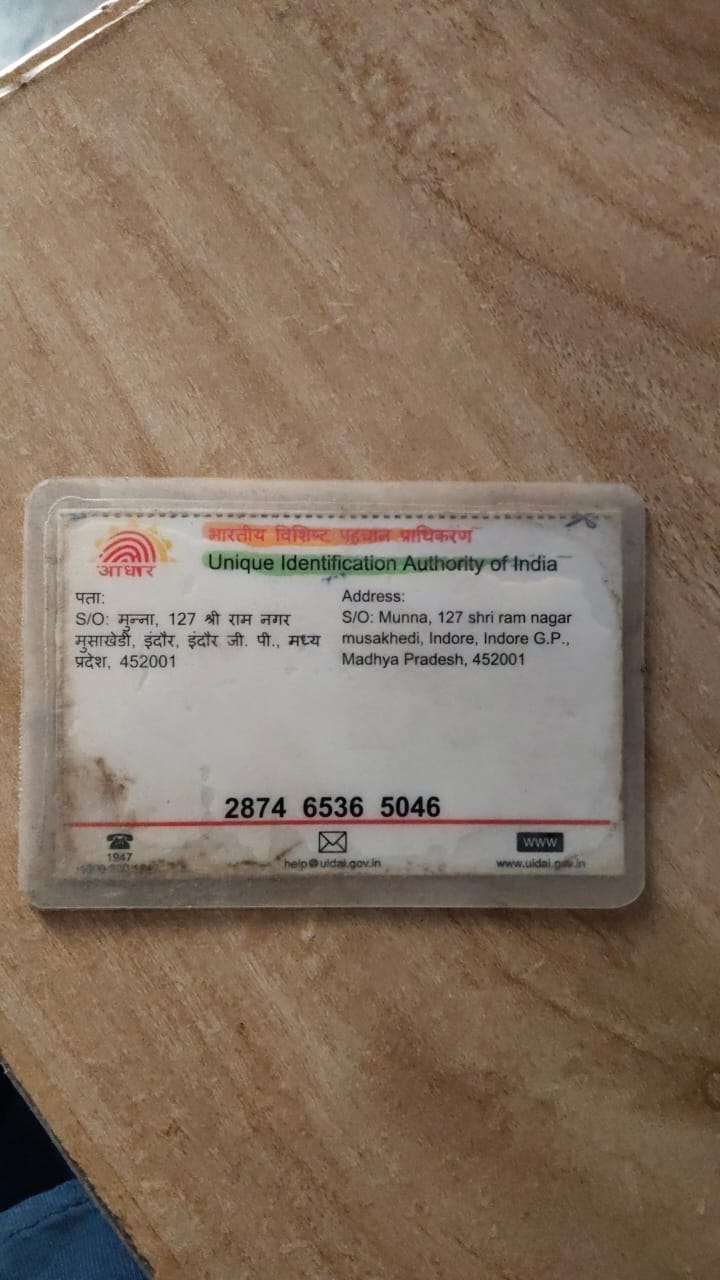 भारतीय विशिष्ट पहचान प्राधिकरण
Unique Identification Authority of India
आधार
पता:
S/O: मुन्ना, 127 श्री राम नगर
मुसाखेडी, इंदौर, इंदौर जी. पी., मध्य
प्रदेश, 452001
Address:
S/O: Munna, 127 shri ram nagar
musakhedi, Indore, Indore G.P.,
Madhya Pradesh, 452001
2874 6536 5046
1947
help@uidai.gov.in
WWW
www.uidai.gov.in